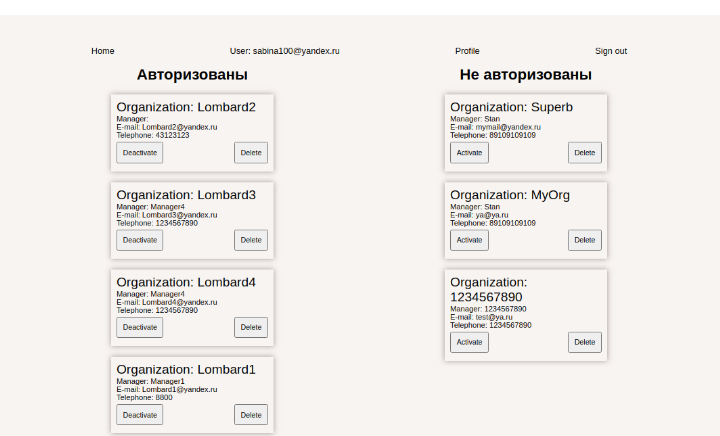 Home
User: sabina100@yandex.ru
Profile
Sign out
Авторизованы
Organization: Lombard2
Manager:
E-mail: Lombard2@yandex.ru
Telephone: 43123123
Deactivate
Delete
Organization: Lombard3
Manager: Manager4
E-mail: Lombard3@yandex.ru
Telephone: 1234567890
Deactivate
Delete
Organization: Lombard4
Manager: Manager4
E-mail: Lombard4@yandex.ru
Telephone: 1234567890
Deactivate
Delete
Organization: Lombard1
Manager: Manager1
E-mail: Lombard1@yandex.ru
Telephone: 8800
Deactivate
Delete
Не авторизованы
Organization: Superb
Manager: Stan
E-mail: mymail@yandex.ru
Telephone: 89109109109
Activate
Delete
Organization: MyOrg
Manager: Stan
E-mail: ya@ya.ru
Telephone: 89109109109
Activate
Delete
Organization:
1234567890
Manager: 1234567890
E-mail: test@ya.ru
Telephone: 1234567890
Activate
Delete